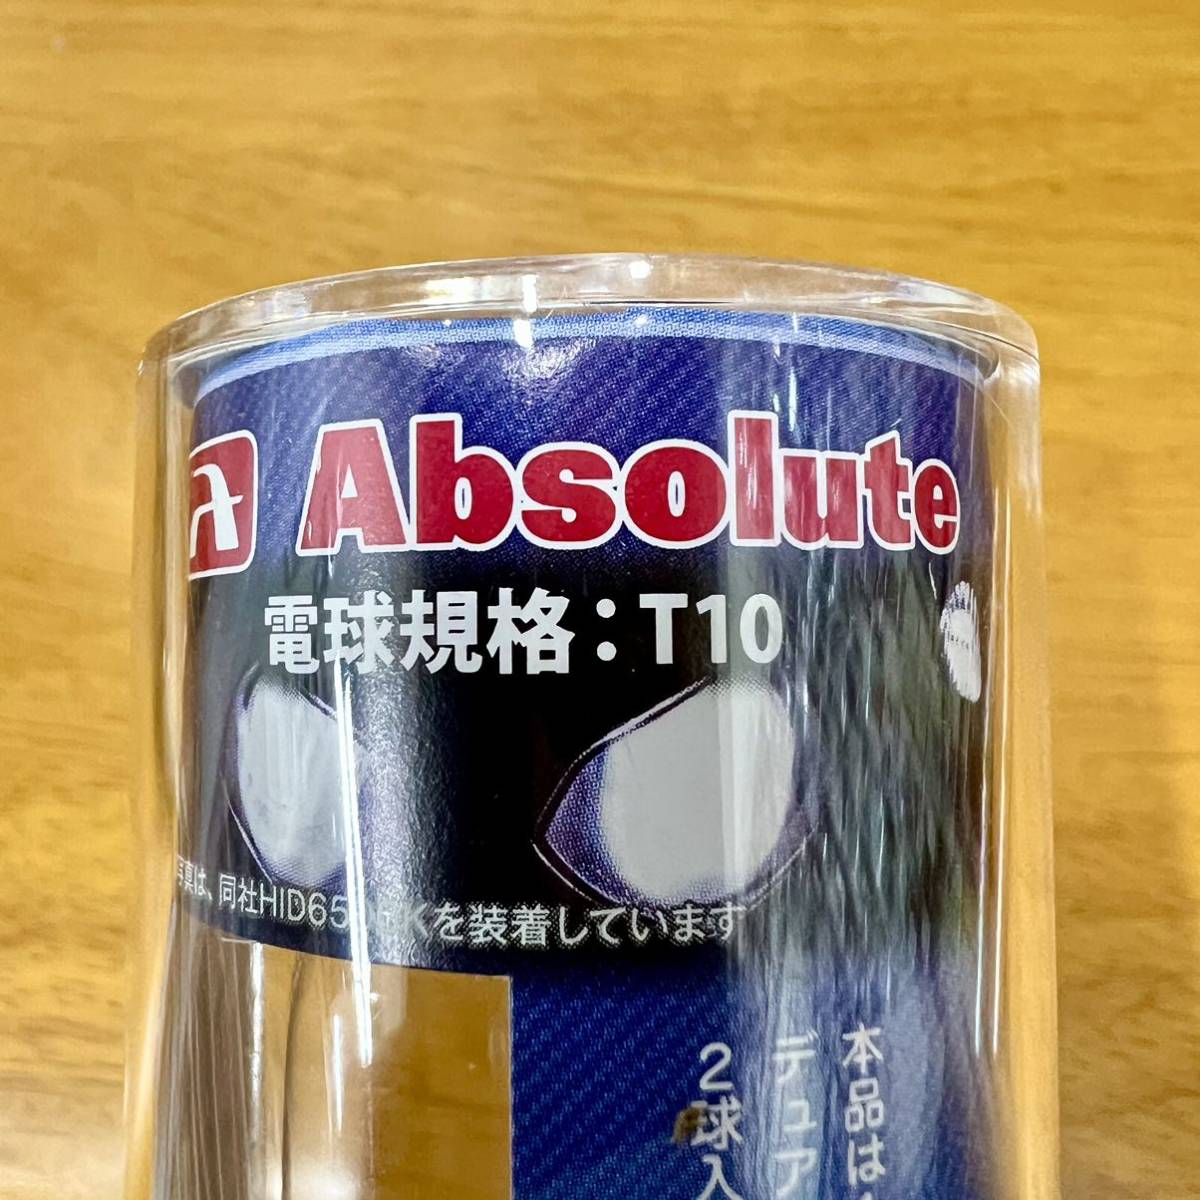 Absolute
電球規格：T10
写真は、同社HID65 を装着しています
本品は
デュア
2球入